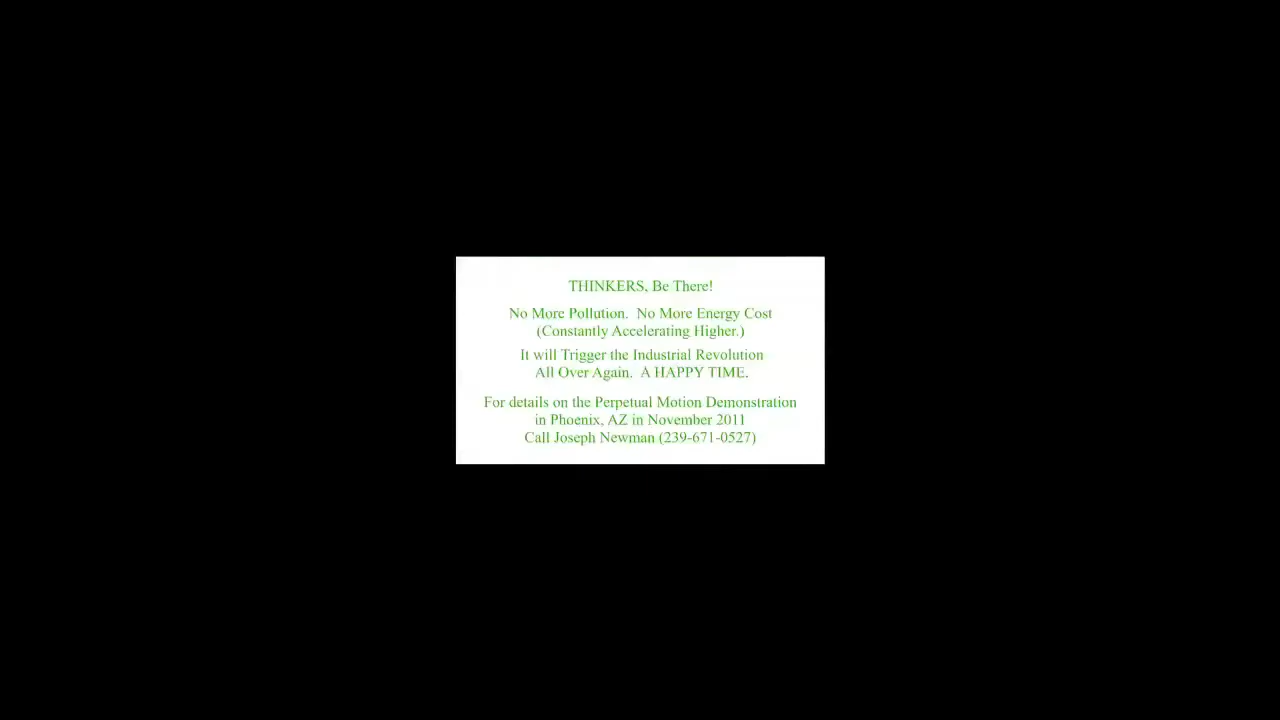 THINKERS, Be There!
No More Pollution.  No More Energy Cost
(Constantly Accelerating Higher.)
It will Trigger the Industrial Revolution
All Over Again.  A HAPPY TIME.
For details on the Perpetual Motion Demonstration
in Phoenix, AZ in November 2011
Call Joseph Newman (239-671-0527)